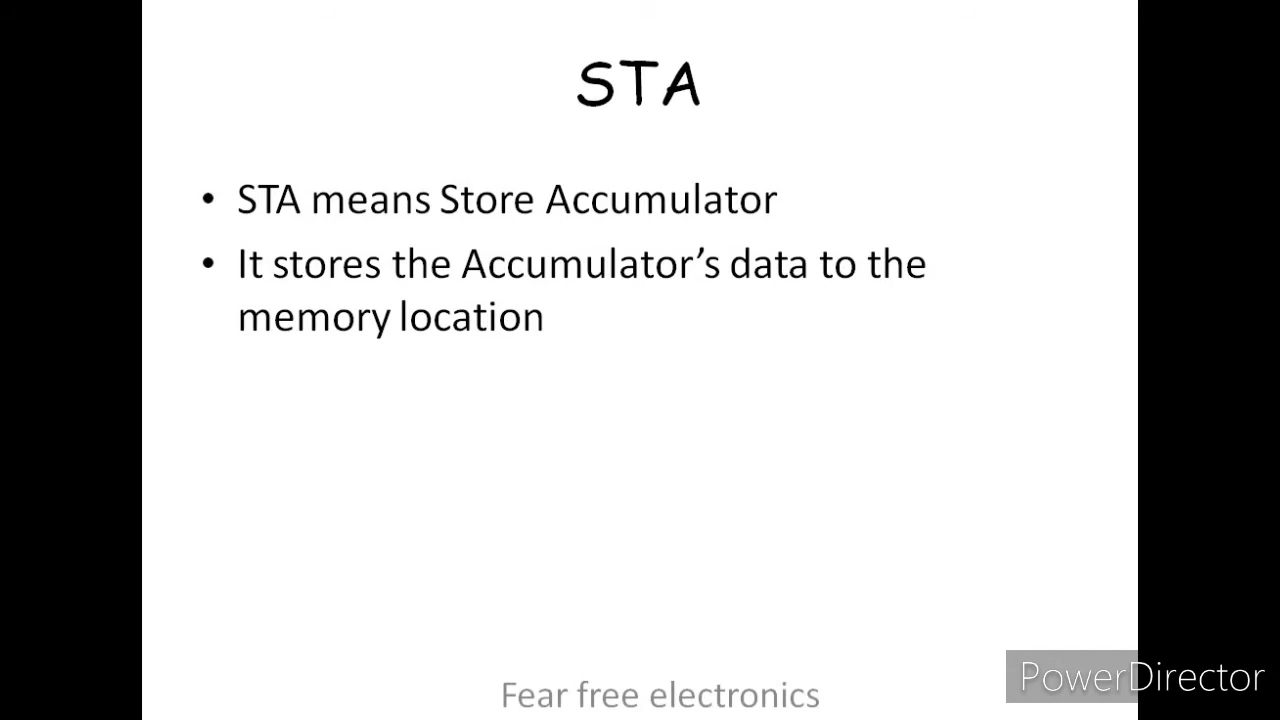 STA
• STA means Store Accumulator
• It stores the Accumulator’s data to the
memory location
Fear free electronics
PowerDirector